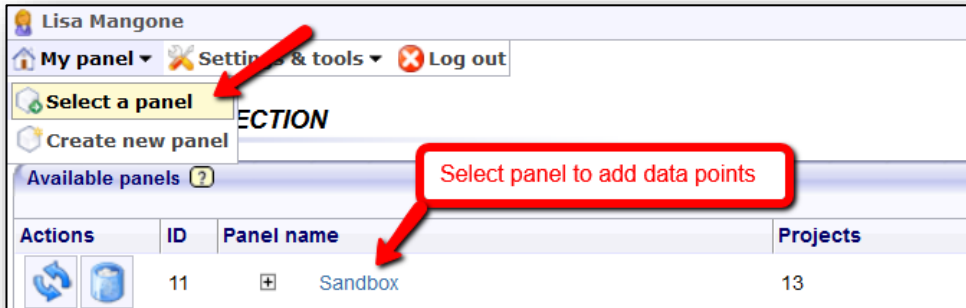 Lisa Mangone
My panel Settings & tools Log out
Select a panel
ECTION
Create new panel
Available panels ?
Select panel to add data points
Actions ID Panel name Projects
11 + Sandbox 13